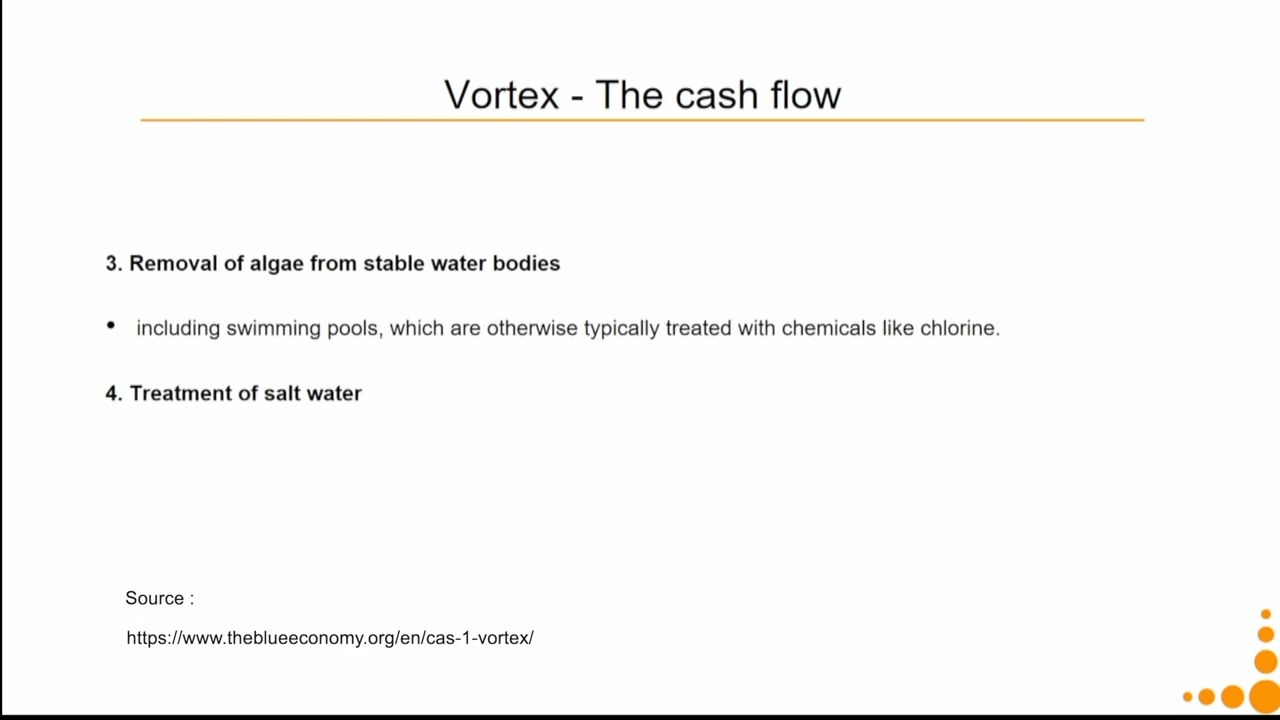 Vortex - The cash flow
3. Removal of algae from stable water bodies
• including swimming pools, which are otherwise typically treated with chemicals like chlorine.
4. Treatment of salt water
Source :
https://www.theblueeconomy.org/en/cas-1-vortex/